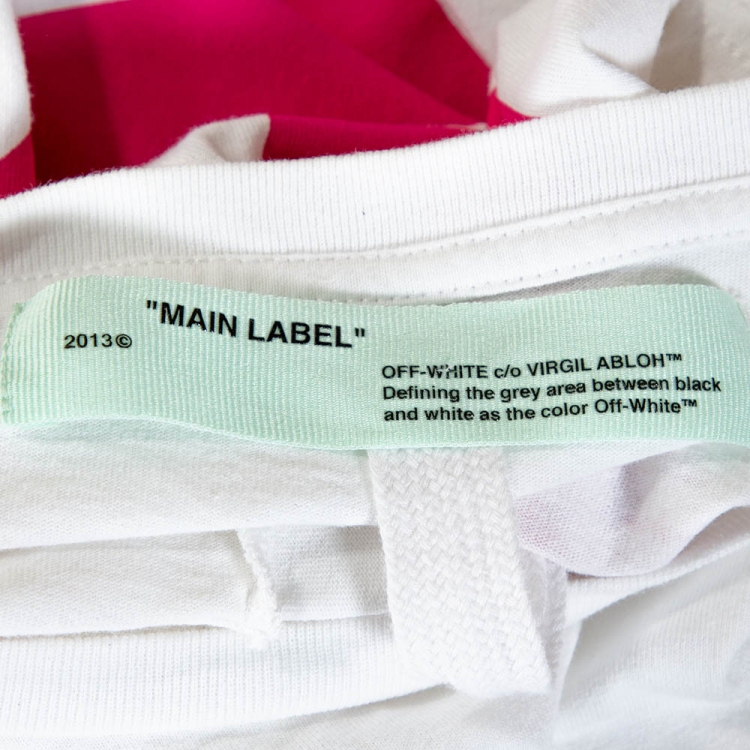 "MAIN LABEL"
2013©
OFF-WHITE c/o VIRGIL ABLOH™
Defining the grey area between black
and white as the color Off-White™